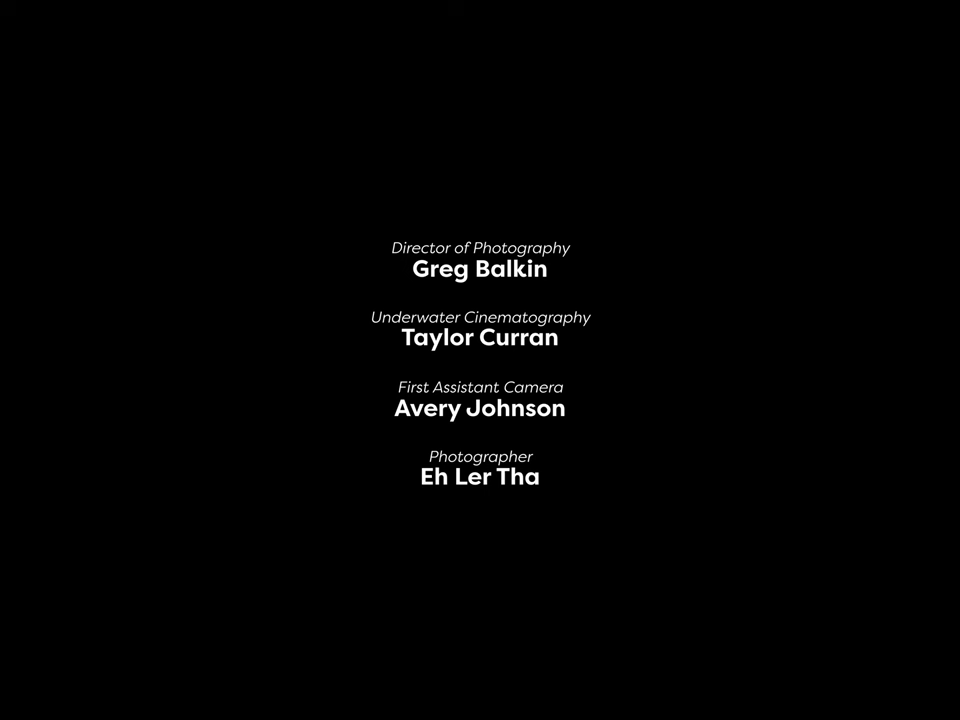 Director of Photography
Greg Balkin
Underwater Cinematography
Taylor Curran
First Assistant Camera
Avery Johnson
Photographer
Eh Ler Tha